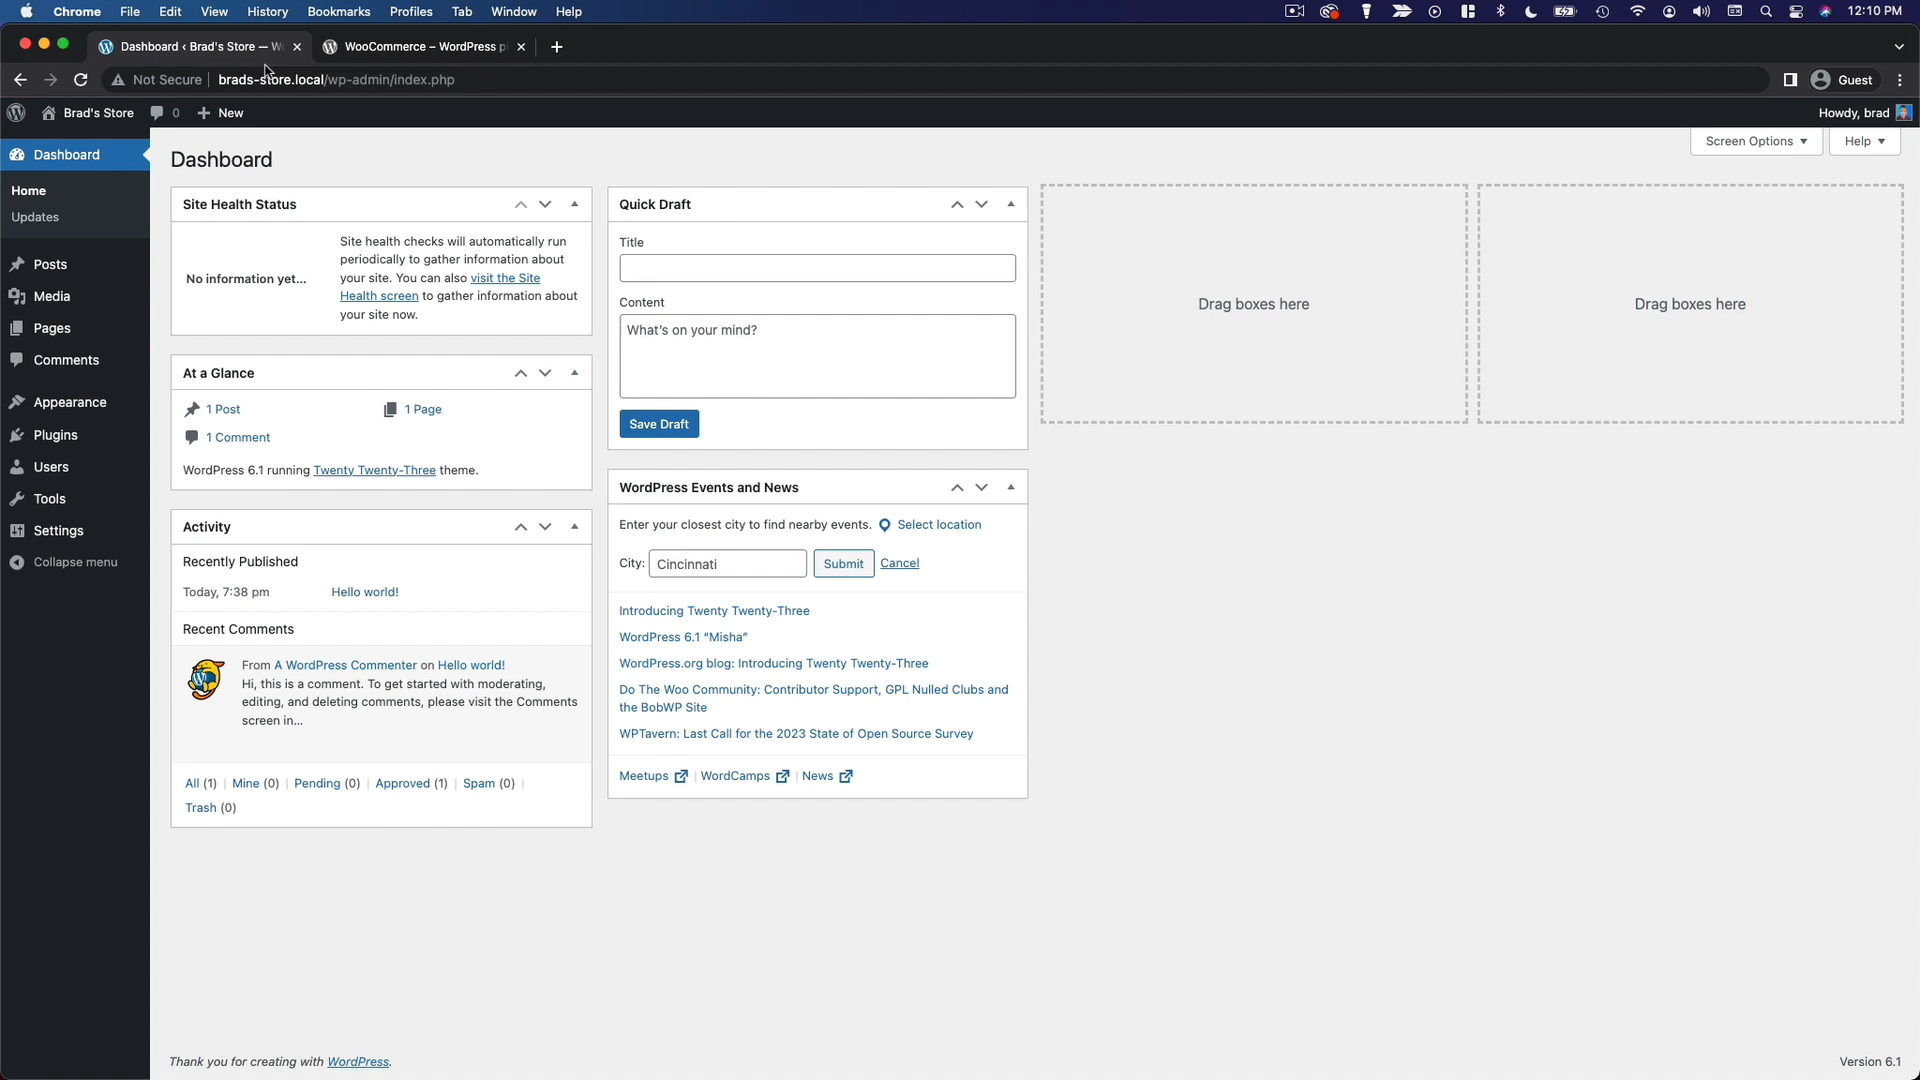 Chrome File Edit View History Bookmarks Profiles Tab Window Help 12:10 PM
Dashboard ‹ Brad's Store — W WooCommerce – WordPress p
Not Secure brads-store.local/wp-admin/index.php Guest
Brad's Store 0 New Howdy, brad
Screen Options Help
Dashboard
Home
Updates
Posts
Media
Pages
Comments
Appearance
Plugins
Users
Tools
Settings
Collapse menu
Dashboard
Site Health Status
No information yet...
Site health checks will automatically run
periodically to gather information about
your site. You can also visit the Site
Health screen to gather information about
your site now.
At a Glance
1 Post 1 Page
1 Comment
WordPress 6.1 running Twenty Twenty-Three theme.
Activity
Recently Published
Today, 7:38 pm Hello world!
Recent Comments
From A WordPress Commenter on Hello world!
Hi, this is a comment. To get started with moderating,
editing, and deleting comments, please visit the Comments
screen in...
All (1) | Mine (0) | Pending (0) | Approved (1) | Spam (0) |
Trash (0)
Quick Draft
Title
Content
What's on your mind?
Save Draft
WordPress Events and News
Enter your closest city to find nearby events. Select location
City: Cincinnati Submit Cancel
Introducing Twenty Twenty-Three
WordPress 6.1 “Misha”
WordPress.org blog: Introducing Twenty Twenty-Three
Do The Woo Community: Contributor Support, GPL Nulled Clubs and
the BobWP Site
WPTavern: Last Call for the 2023 State of Open Source Survey
Meetups | WordCamps | News
Drag boxes here
Drag boxes here
Thank you for creating with WordPress.
Version 6.1